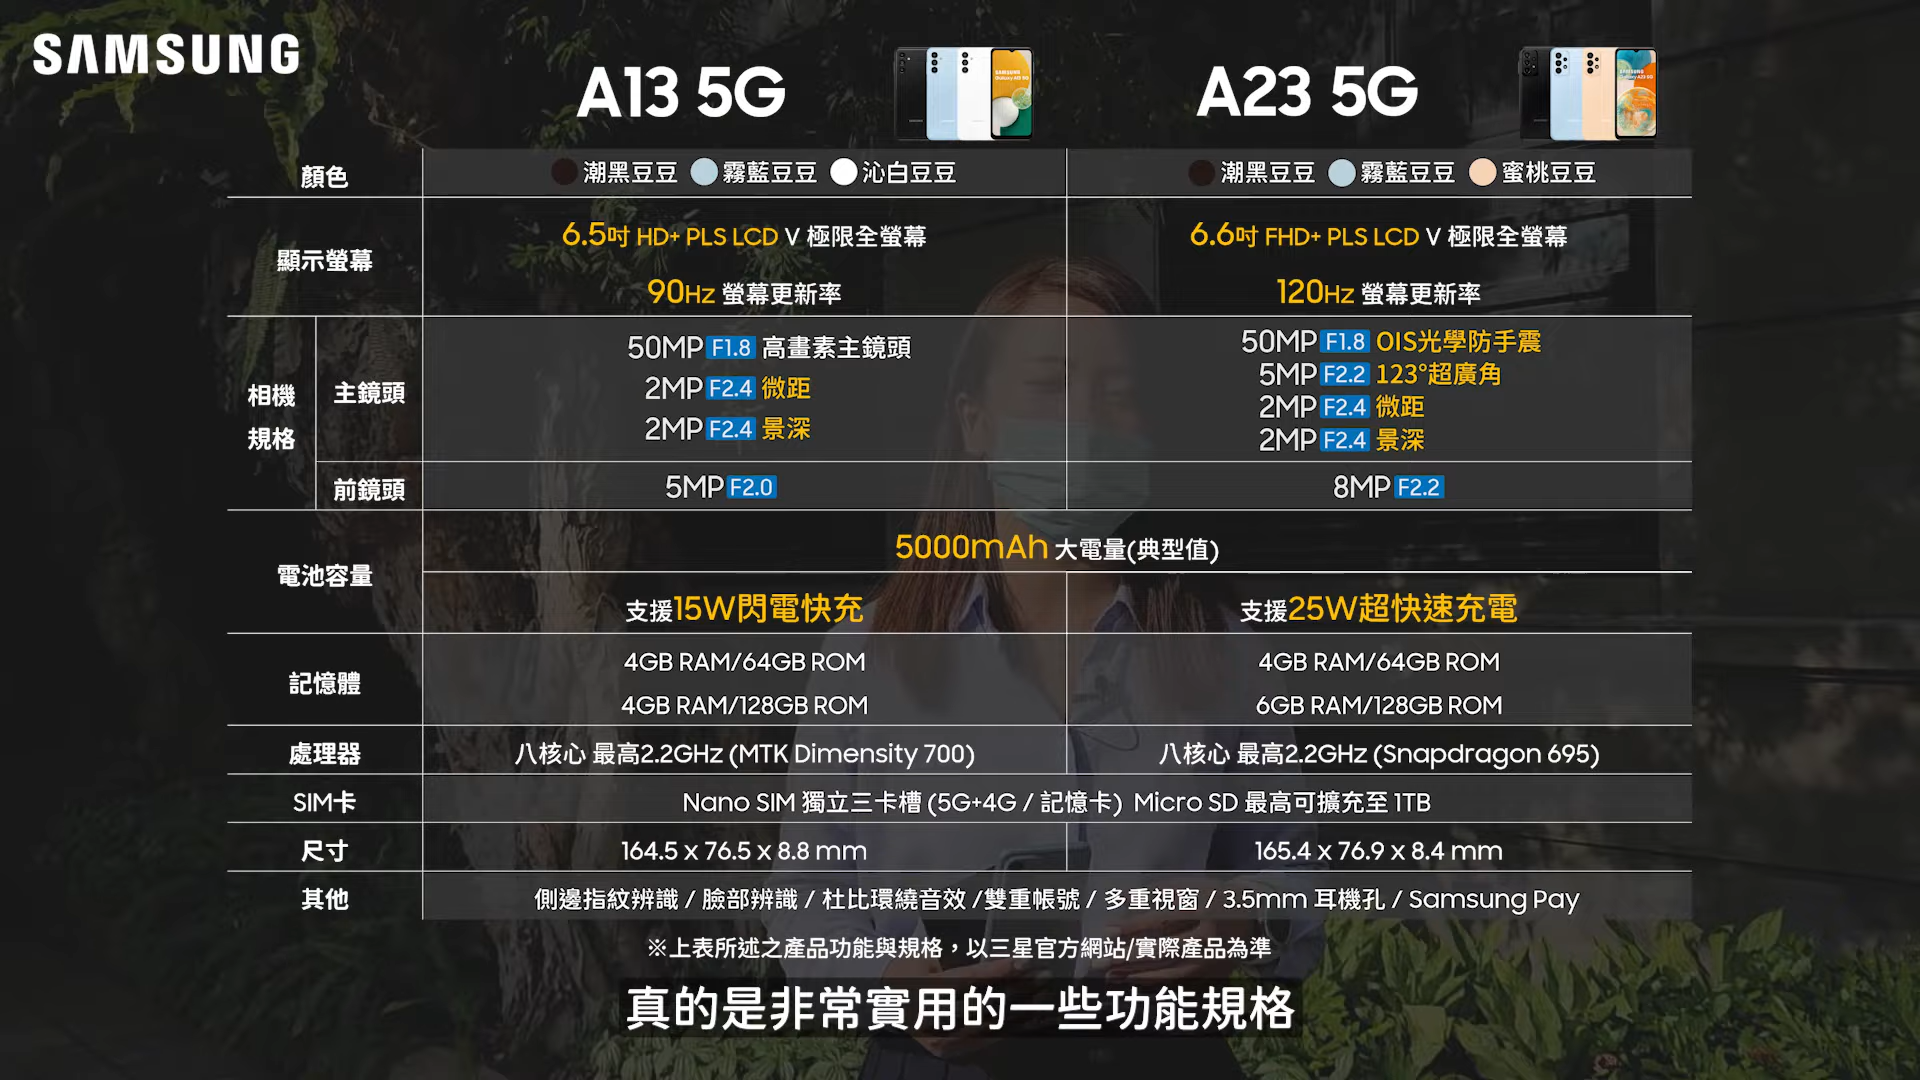 SAMSUNG
A13 5G
A23 5G
顏色
潮黑豆豆 霧藍豆豆 沁白豆豆
潮黑豆豆 霧藍豆豆 蜜桃豆豆
顯示螢幕
6.5吋 HD+ PLS LCD V 極限全螢幕
90Hz 螢幕更新率
6.6吋 FHD+ PLS LCD V 極限全螢幕
120Hz 螢幕更新率
相機
規格
主鏡頭
50MP F1.8 高畫素主鏡頭
2MP F2.4 微距
2MP F2.4 景深
50MP F1.8 OIS光學防手震
5MP F2.2 123°超廣角
2MP F2.4 微距
2MP F2.4 景深
前鏡頭
5MP F2.0
8MP F2.2
電池容量
5000mAh 大電量(典型值)
支援15W閃電快充
支援25W超快速充電
記憶體
4GB RAM/64GB ROM
4GB RAM/128GB ROM
4GB RAM/64GB ROM
6GB RAM/128GB ROM
處理器
八核心 最高2.2GHz (MTK Dimensity 700)
八核心 最高2.2GHz (Snapdragon 695)
SIM卡
Nano SIM 獨立三卡槽 (5G+4G / 記憶卡) Micro SD 最高可擴充至 1TB
尺寸
164.5 x 76.5 x 8.8 mm
165.4 x 76.9 x 8.4 mm
其他
側邊指紋辨識 / 臉部辨識 / 杜比環繞音效 /雙重帳號 / 多重視窗 / 3.5mm 耳機孔 / Samsung Pay
※上表所述之產品功能與規格，以三星官方網站/實際產品為準
真的是非常實用的一些功能規格